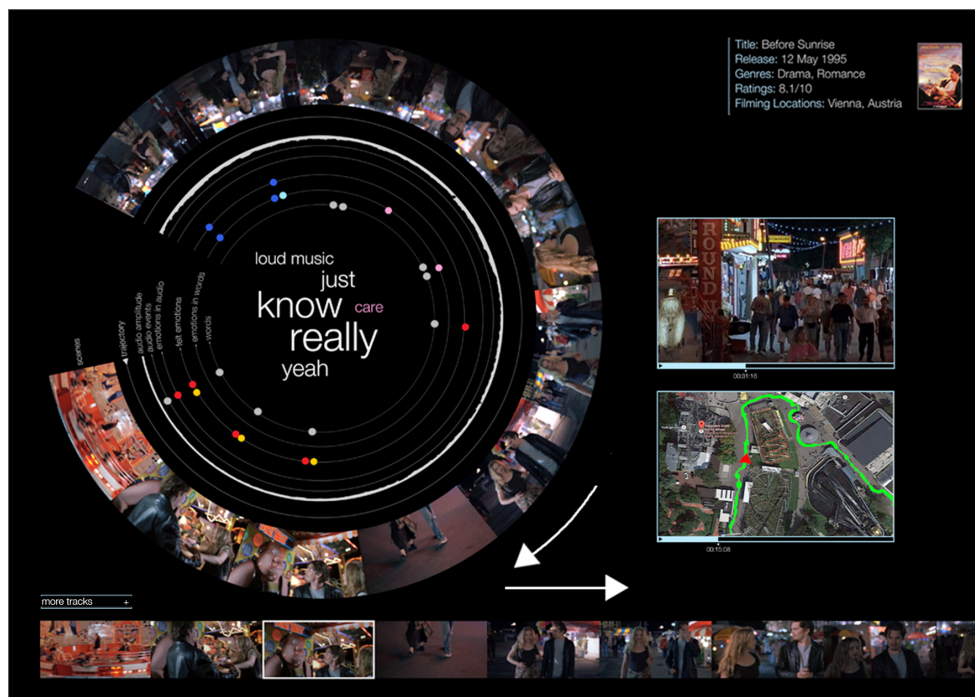 Title: Before Sunrise
Release: 12 May 1995
Genres: Drama, Romance
Ratings: 8.1/10
Filming Locations: Vienna, Austria
loud music
just
know
care
really
yeah
scenes
trajectory
audio amplitude
audio events
emotions in audio
felt emotions
emotions in words
words
ROUND
00:31:16
00:15:08
more tracks +